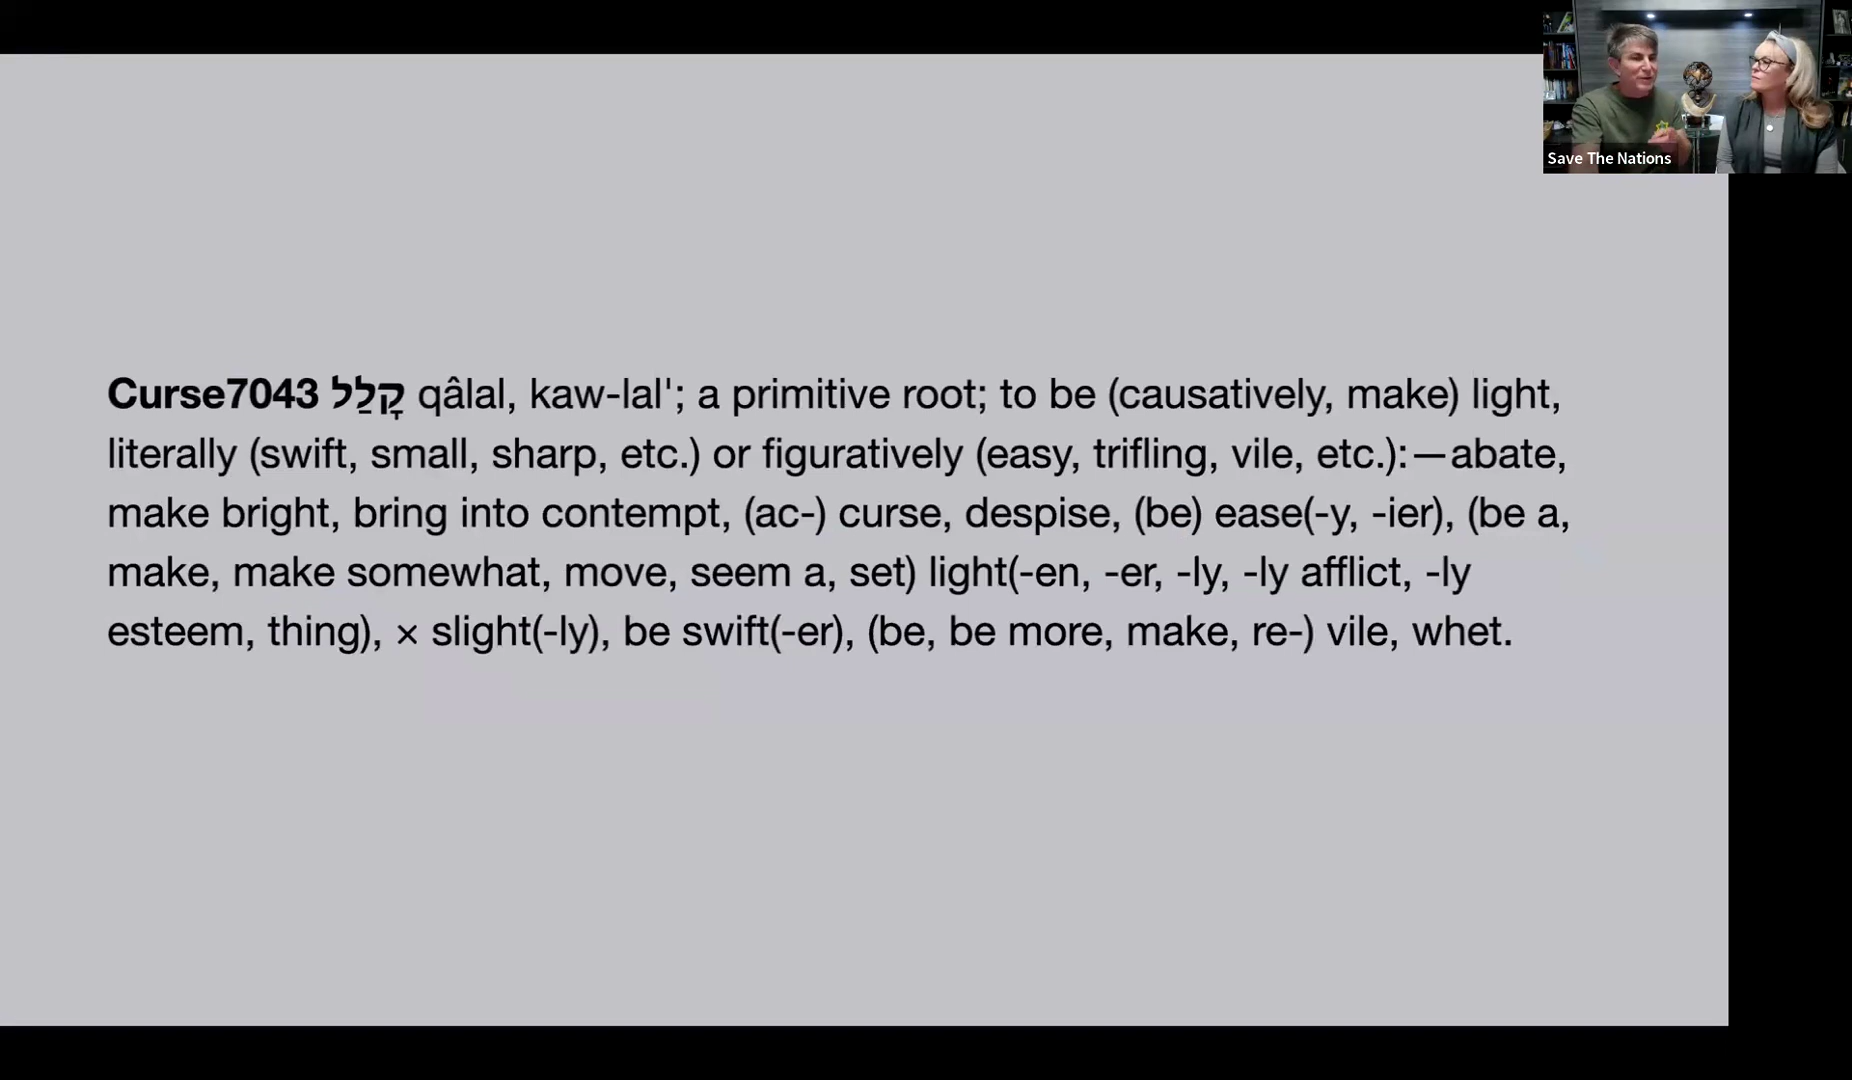 Save The Nations
Curse7043 קָלַל qâlal, kaw-lal'; a primitive root; to be (causatively, make) light,
literally (swift, small, sharp, etc.) or figuratively (easy, trifling, vile, etc.):—abate,
make bright, bring into contempt, (ac-) curse, despise, (be) ease(-y, -ier), (be a,
make, make somewhat, move, seem a, set) light(-en, -er, -ly, -ly afflict, -ly
esteem, thing), × slight(-ly), be swift(-er), (be, be more, make, re-) vile, whet.